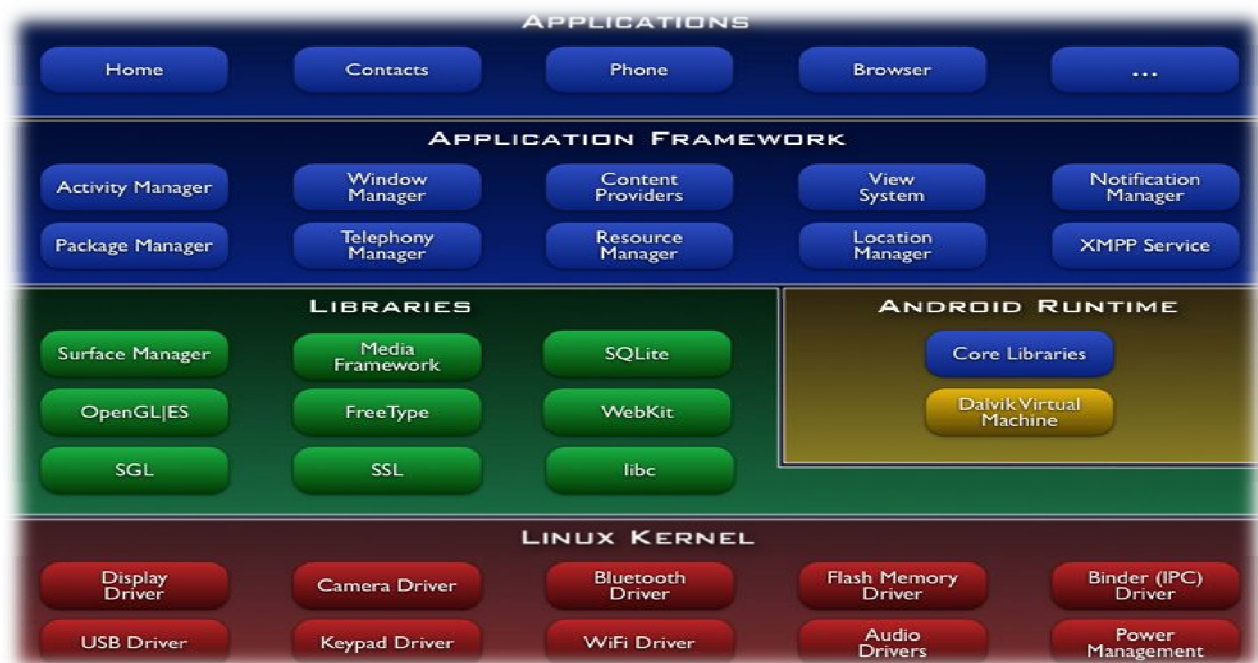 APPLICATIONS
Home
Contacts
Phone
Browser
...
APPLICATION FRAMEWORK
Activity Manager
Window
Manager
Content
Providers
View
System
Notification
Manager
Package Manager
Telephony
Manager
Resource
Manager
Location
Manager
XMPP Service
LIBRARIES
Surface Manager
Media
Framework
SQLite
OpenGL|ES
FreeType
WebKit
SGL
SSL
libc
ANDROID RUNTIME
Core Libraries
Dalvik Virtual
Machine
LINUX KERNEL
Display
Driver
Camera Driver
Bluetooth
Driver
Flash Memory
Driver
Binder (IPC)
Driver
USB Driver
Keypad Driver
WiFi Driver
Audio
Drivers
Power
Management